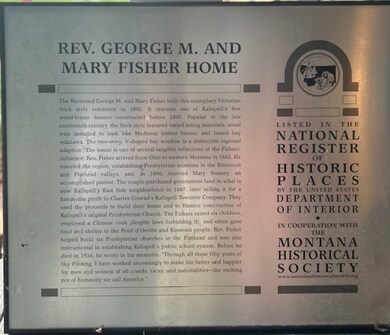 REV. GEORGE M. AND
MARY FISHER HOME
The Reverend George M. and Mary Fisher built this exemplary Victorian
Stick style residence in 1892. It remains one of Kalispell's few
wood-frame houses constructed before 1900. Popular in the late
nineteenth century, the Stick style featured varied siding materials, wood
trim installed to look like Medieval timber houses, and boxed bay
windows. The two-story, V-shaped bay window is a distinctive regional
adaption. The house is one of several tangible reflections of the Fishers'
influence. Rev. Fisher arrived from Ohio in western Montana in 1882. He
traveled the region, establishing Presbyterian missions in the Bitterroot
and Flathead valleys and, in 1890, married Mary Swaney, an
accomplished pianist. The couple purchased government land in what is
now Kalispell's East Side neighborhood in 1887, later selling it for a
handsome profit to Charles Conrad's Kalispell Townsite Company. They
used the proceeds to build their home and to finance construction of
Kalispell's original Presbyterian Church. The Fishers raised six children,
employed a Chinese cook (despite laws forbidding it), and often gave
food and shelter to the Pend d'Oreille and Kootenai people. Rev. Fisher
helped build six Presbyterian churches in the Flathead and was also
instrumental in establishing Kalispell's public school system. Before he
died in 1934, he wrote in his memoirs, "Through all these fifty years of
Sky Piloting, I have worked unceasingly to make life better and happier
for men and women of all creeds, races, and nationalities—the melting
pot of humanity we call America."
LISTED IN THE
NATIONAL
REGISTER
OF
HISTORIC
PLACES
BY THE UNITED STATES
DEPARTMENT
OF INTERIOR
IN COOPERATION WITH THE
MONTANA
HISTORICAL
SOCIETY